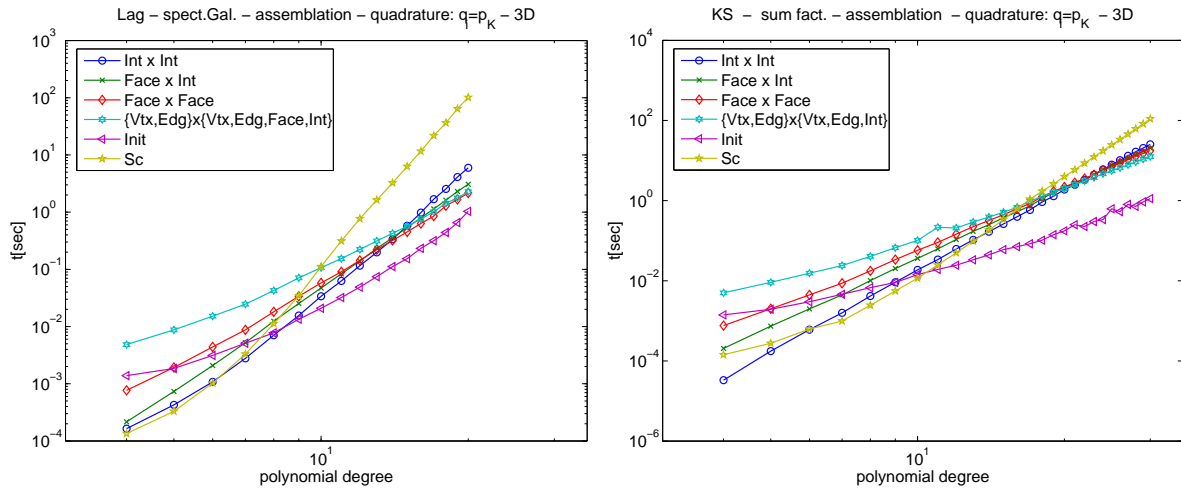 Lag − spect.Gal. − assemblation − quadrature: q_i=p_K − 3D
10^3
10^2
10^1
10^0
10^−1
10^−2
10^−3
10^−4
t[sec]
Int x Int
Face x Int
Face x Face
{Vtx,Edg}x{Vtx,Edg,Face,Int}
Init
Sc
10^1
polynomial degree
KS − sum fact. − assemblation − quadrature: q_i=p_K − 3D
10^4
10^2
10^0
10^−2
10^−4
10^−6
t[sec]
Int x Int
Face x Int
Face x Face
{Vtx,Edg}x{Vtx,Edg,Int}
Init
Sc
10^1
polynomial degree